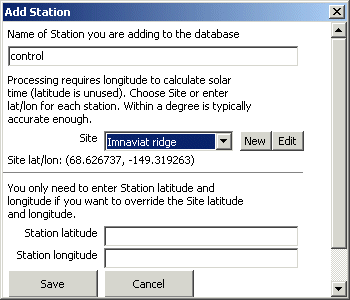 Add Station
Name of Station you are adding to the database
control
Processing requires longitude to calculate solar
time (latitude is unused). Choose Site or enter
lat/lon for each station. Within a degree is typically
accurate enough.
Site Imnaviat ridge New Edit
Site lat/lon: (68.626737, -149.319263)
You only need to enter Station latitude and
longitude if you want to override the Site latitude
and longitude.
Station latitude
Station longitude
Save Cancel